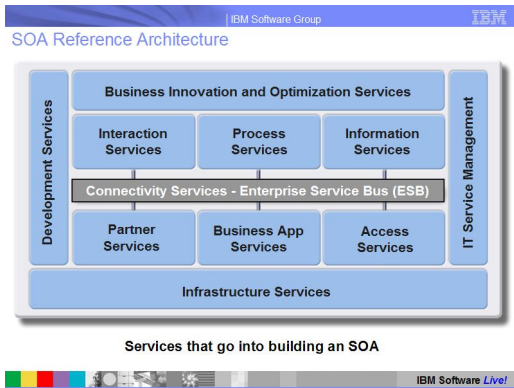 IBM Software Group
IBM
SOA Reference Architecture
Development Services
Business Innovation and Optimization Services
Interaction
Services
Process
Services
Information
Services
Connectivity Services - Enterprise Service Bus (ESB)
Partner
Services
Business App
Services
Access
Services
IT Service Management
Infrastructure Services
Services that go into building an SOA
IBM Software Live!